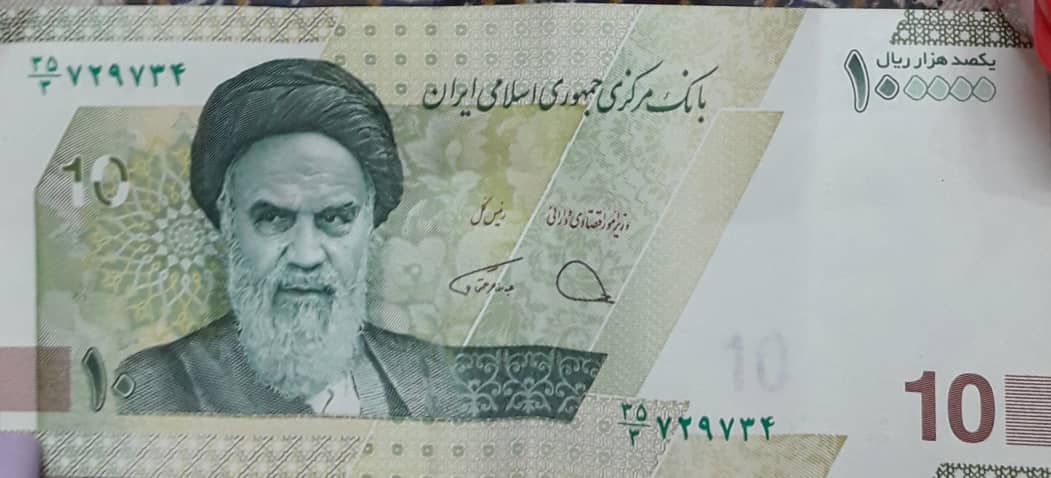 یکصد هزار ریال
۱۰۰۰۰۰
۳۵/۳ ۷۲۹۷۳۴
بانک مرکزی جمهوری اسلامی ایران
10
وزیر امور اقتصادی و دارائی
رئیس کل
10
۱۰
10
۳۵/۳ ۷۲۹۷۳۴